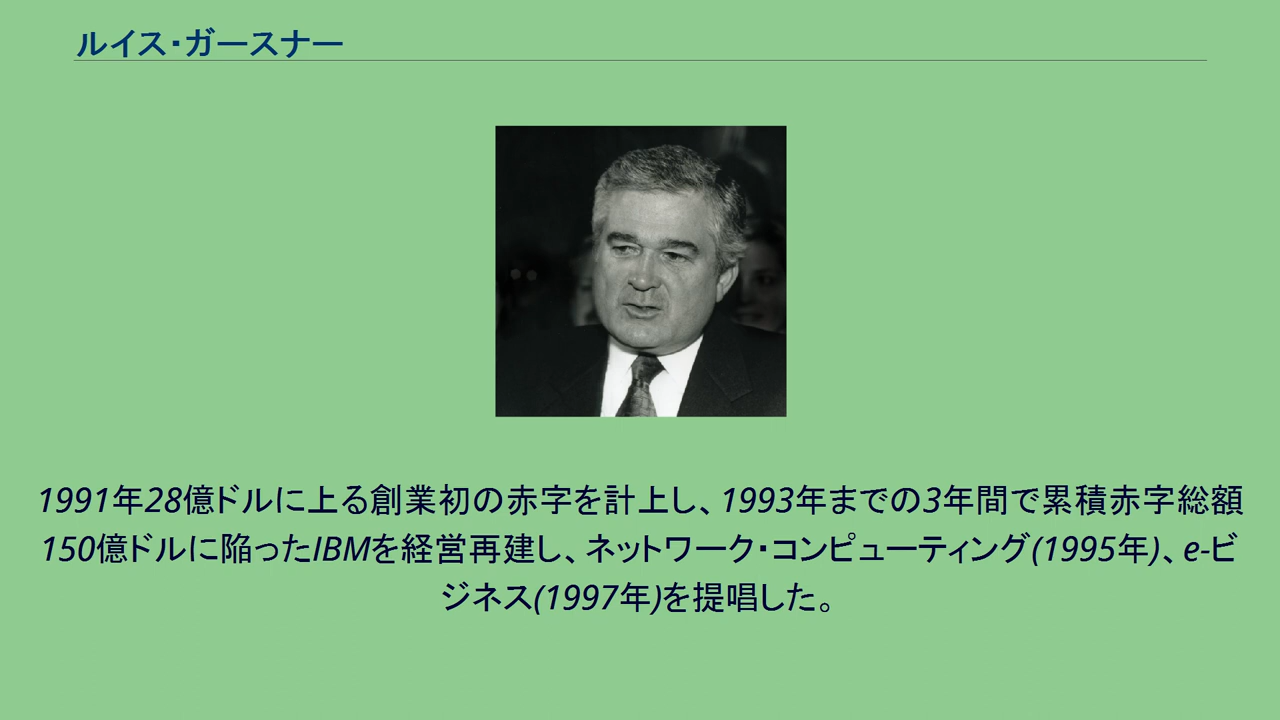 ルイス・ガースナー
1991年28億ドルに上る創業初の赤字を計上し、1993年までの3年間で累積赤字総額
150億ドルに陥ったIBMを経営再建し、ネットワーク・コンピューティング(1995年)、e-ビ
ジネス(1997年)を提唱した。